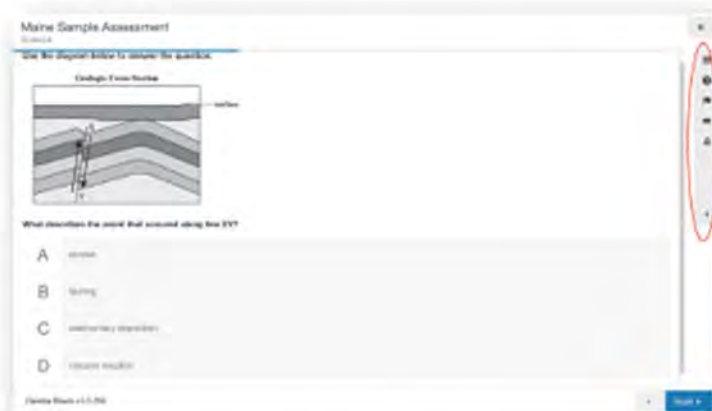 Maine Sample Assessment
Science
Use the diagram below to answer the question.
Geologic Cross Section
surface
What describes the event that occurred along line XY?
A erosion
B faulting
C sedimentary deposition
D volcanic eruption
Next